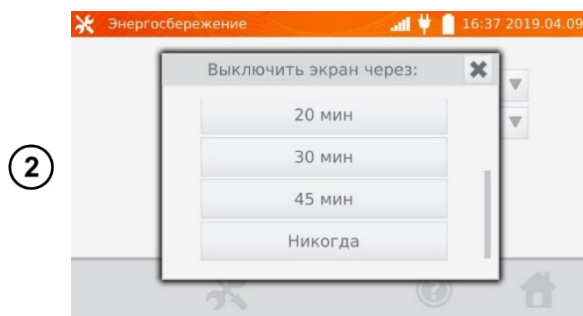 Энергосбережение 16:37 2019.04.09
Выключить экран через:
20 мин
30 мин
2
45 мин
Никогда